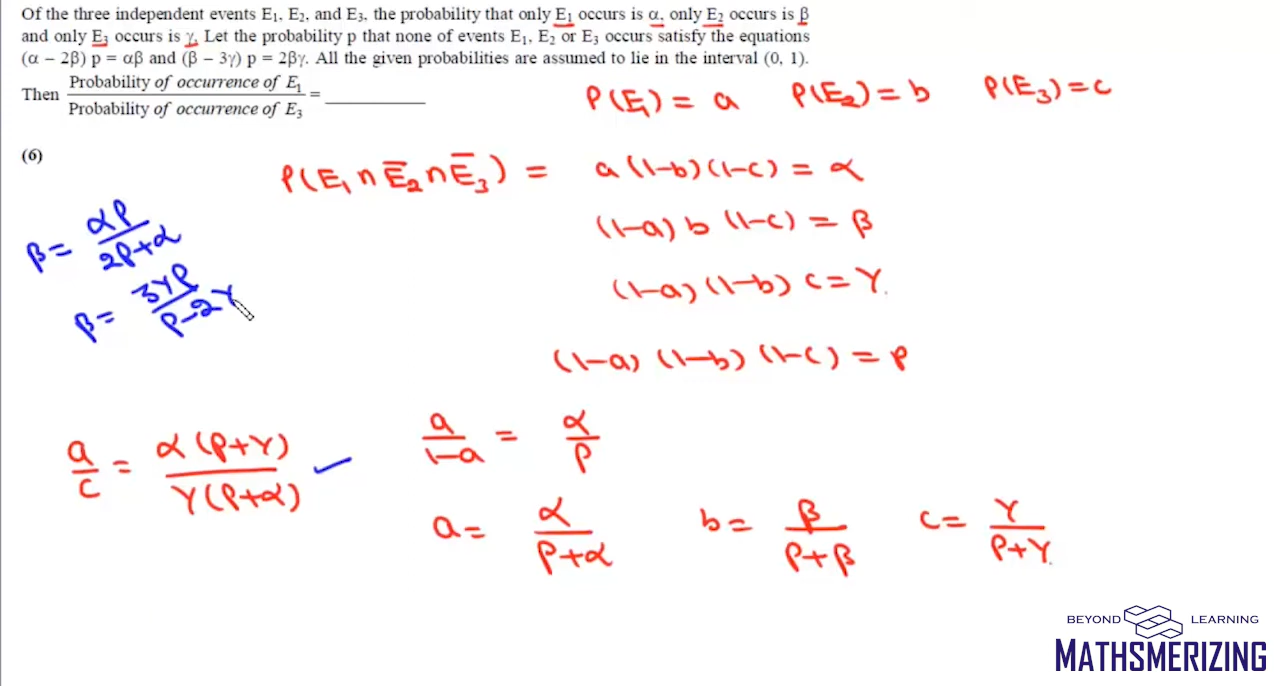 Of the three independent events E₁, E₂, and E₃, the probability that only E₁ occurs is α, only E₂ occurs is β
and only E₃ occurs is γ. Let the probability p that none of events E₁, E₂ or E₃ occurs satisfy the equations
(α – 2β) p = αβ and (β – 3γ) p = 2βγ. All the given probabilities are assumed to lie in the interval (0, 1).
Then Probability of occurrence of E₁ / Probability of occurrence of E₃ = ________
P(E₁) = a P(E₂) = b P(E₃) = c
(6)
P(E₁ ∩ E̅₂ ∩ E̅₃) = a(1-b)(1-c) = α
(1-a) b (1-c) = β
(1-a)(1-b) c = γ
(1-a)(1-b)(1-c) = p
β = αp / 2p+α
β = 3γp / p-2γ
a/c = α(p+γ) / γ(p+α)
a/1-a = α/p
a = α / p+α b = β / p+β c = γ / p+γ
BEYOND LEARNING
MATHSMERIZING